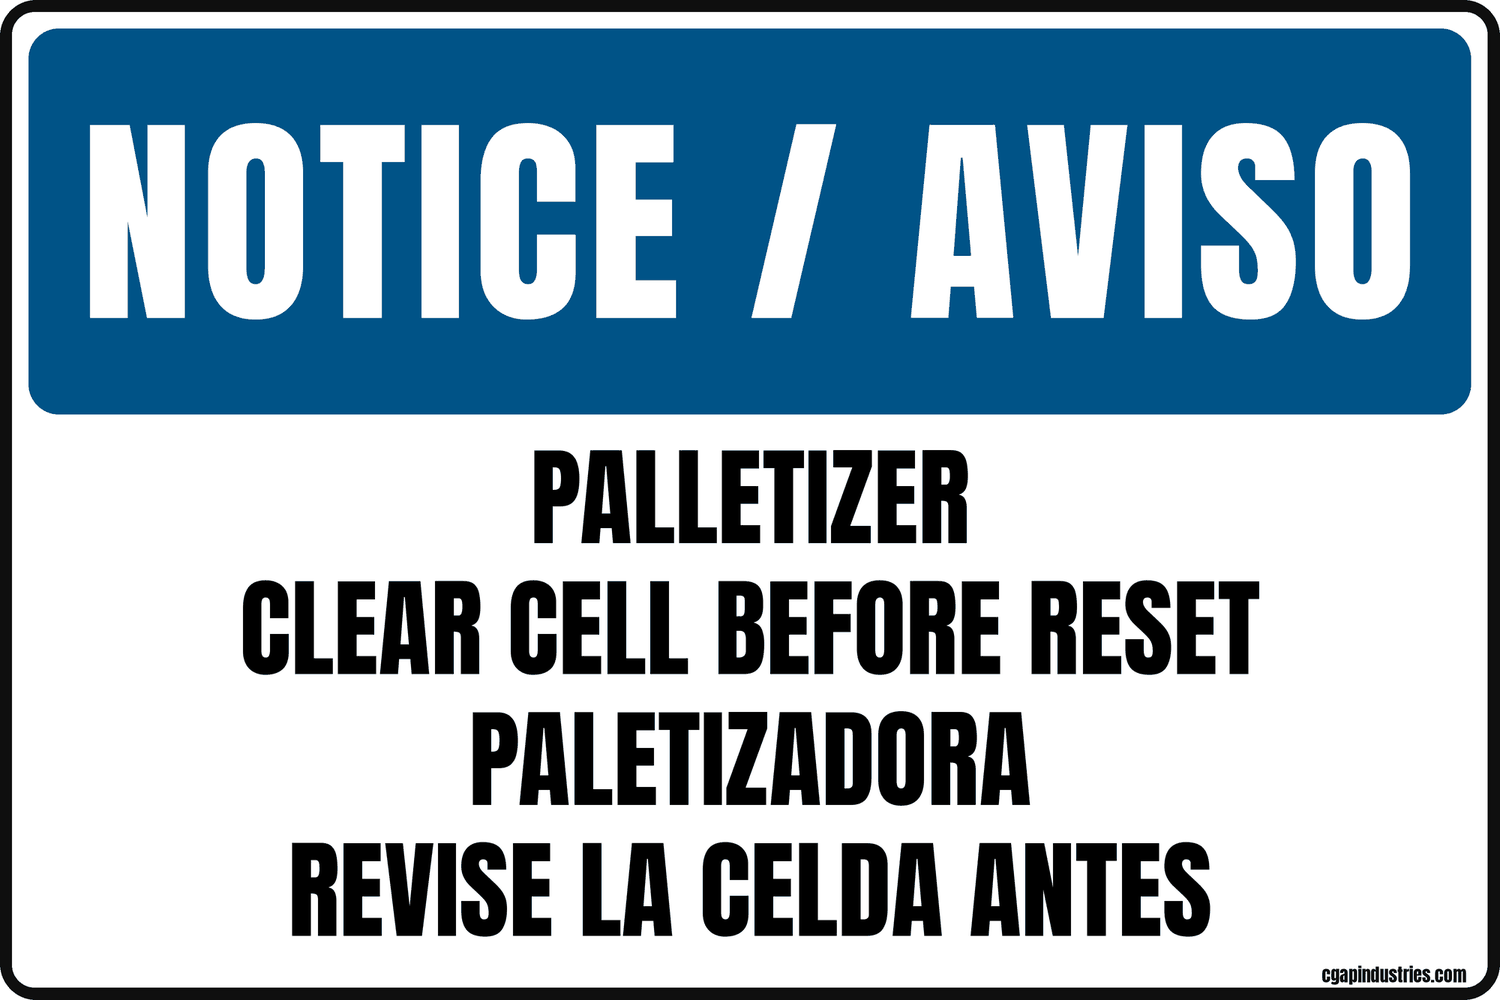 NOTICE / AVISO
PALLETIZER
CLEAR CELL BEFORE RESET
PALETIZADORA
REVISE LA CELDA ANTES
cgapindustries.com